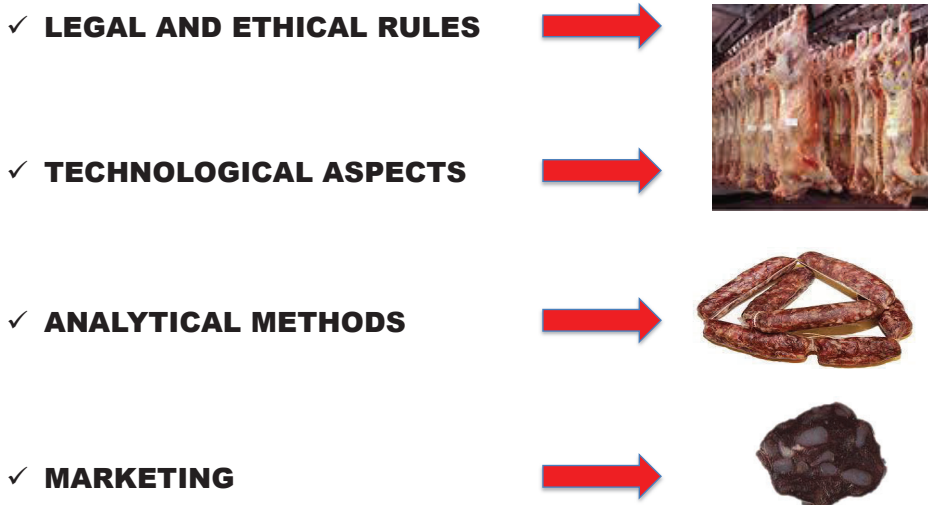 ✓ LEGAL AND ETHICAL RULES
✓ TECHNOLOGICAL ASPECTS
✓ ANALYTICAL METHODS
✓ MARKETING